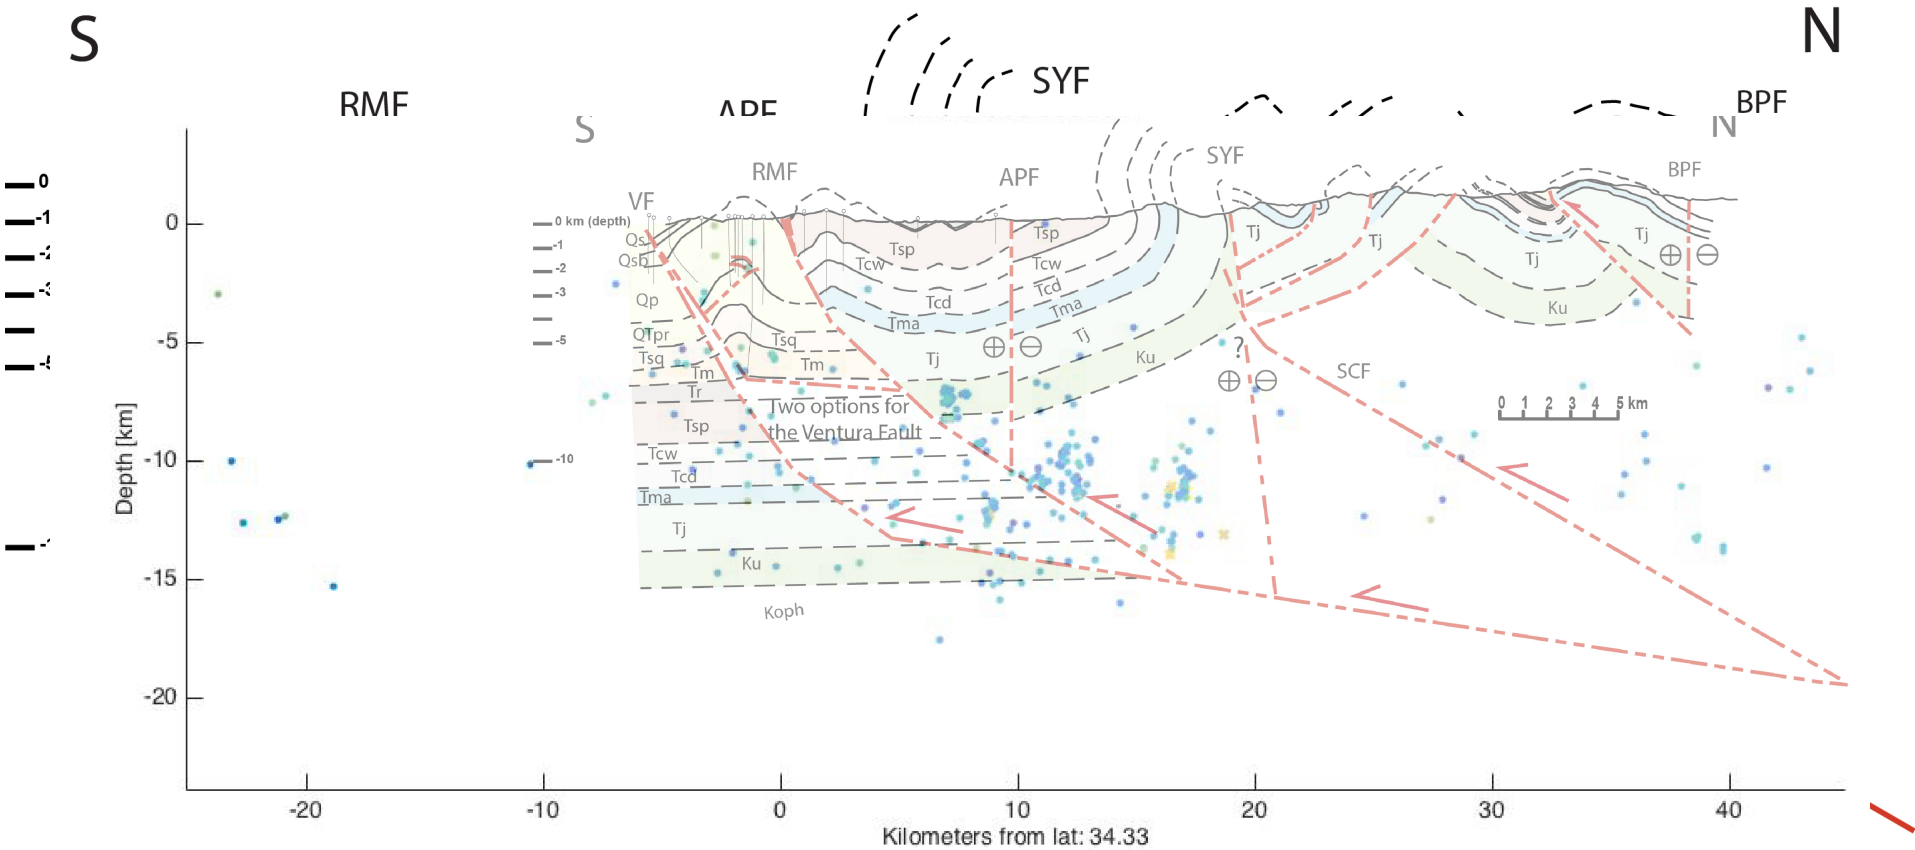 S
N
RMF
APF
SYF
BPF
S
N
RMF
APF
SYF
BPF
VF
0
-1
-2
-3
0
-5
-10
-15
-20
Depth [km]
0 km (depth)
-1
-2
-3
-5
-10
Qs
Qsb
Qp
QTpr
Tsq
Tm
Tr
Tsp
Tcw
Tcd
Tma
Tj
Ku
Koph
Tsq
Tm
Two options for
the Ventura Fault
Tsp
Tcw
Tcd
Tma
Tj
Tsp
Tcw
Tcd
Tma
Tj
Ku
Tj
Tj
Tj
Ku
Tj
?
SCF
0 1 2 3 4 5 km
-20 -10 0 10 20 30 40
Kilometers from lat: 34.33